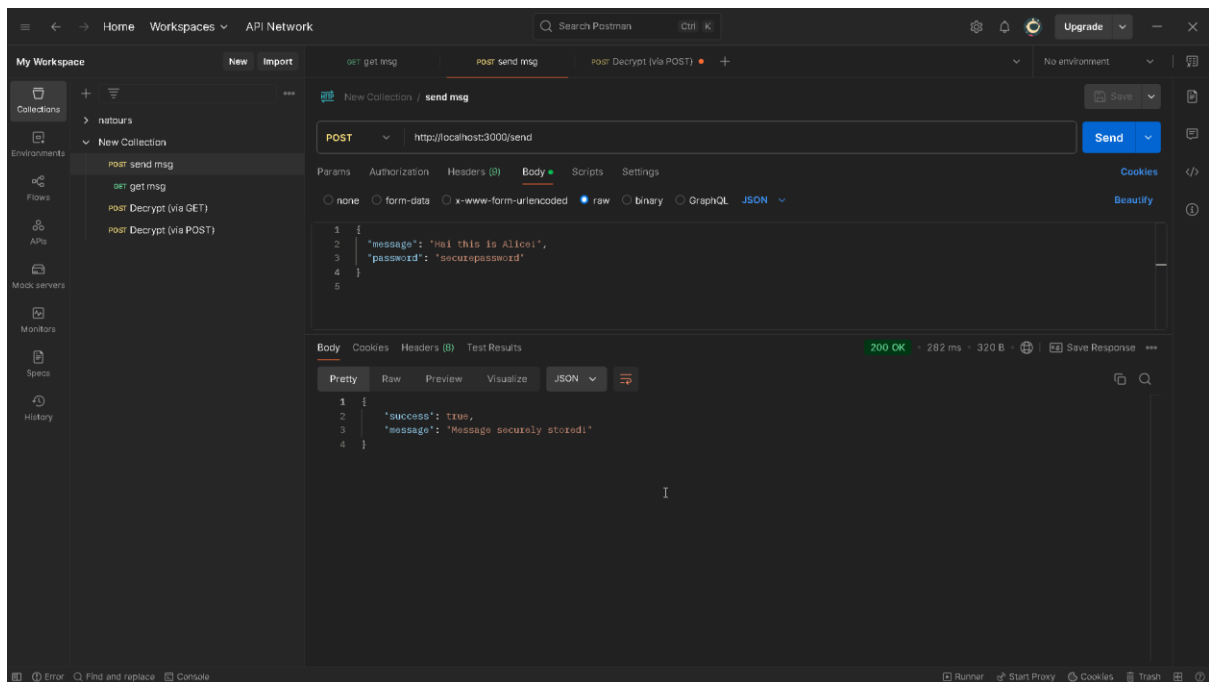 Home Workspaces API Network Search Postman Ctrl K Upgrade
My Workspace New Import GET get msg POST send msg POST Decrypt (via POST) No environment
Collections
Environments
Flows
APIs
Mock servers
Monitors
Specs
History
natours
New Collection
POST send msg
GET get msg
POST Decrypt (via GET)
POST Decrypt (via POST)
HTTP New Collection / send msg Save
POST http://localhost:3000/send Send
Params Authorization Headers (9) Body Scripts Settings Cookies
none form-data x-www-form-urlencoded raw binary GraphQL JSON Beautify
1 {
2 "message": "Hai this is Alice!",
3 "password": "securepassword"
4 }
5
Body Cookies Headers (8) Test Results 200 OK 282 ms 320 B Save Response
Pretty Raw Preview Visualize JSON
1 {
2 "success": true,
3 "message": "Message securely stored!"
4 }
Error Find and replace Console Runner Start Proxy Cookies Trash